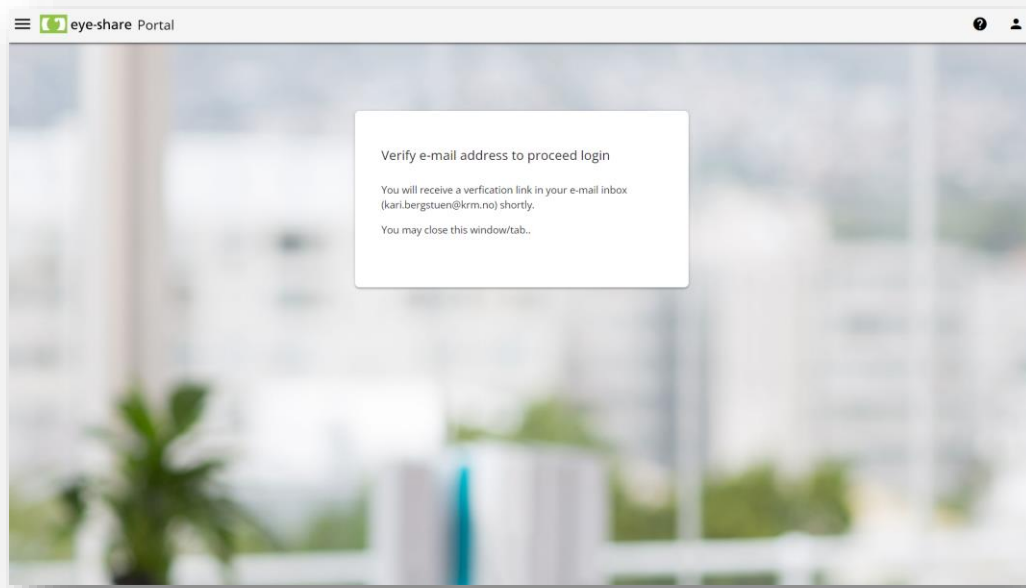 eye-share Portal
Verify e-mail address to proceed login
You will receive a verfication link in your e-mail inbox
(kari.bergstuen@krm.no) shortly.
You may close this window/tab..